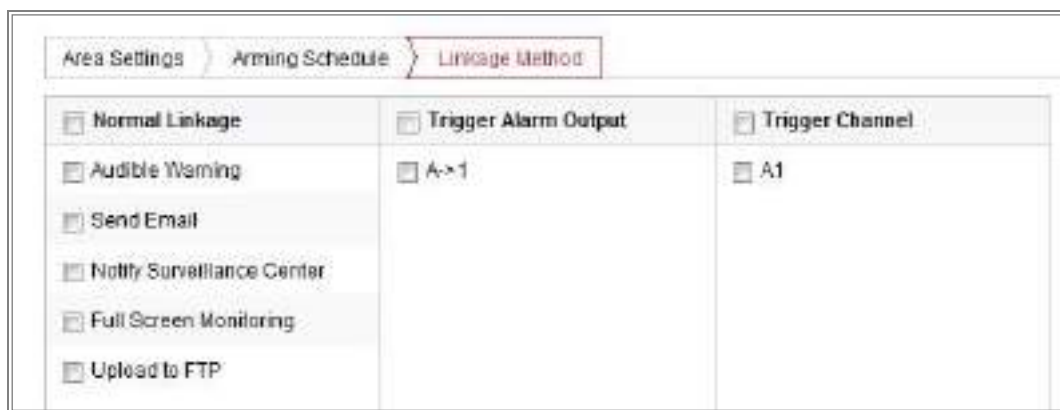 Area Settings Arming Schedule Linkage Method
Normal Linkage Trigger Alarm Output Trigger Channel
Audible Warning A->1 A1
Send Email
Notify Surveillance Center
Full Screen Monitoring
Upload to FTP